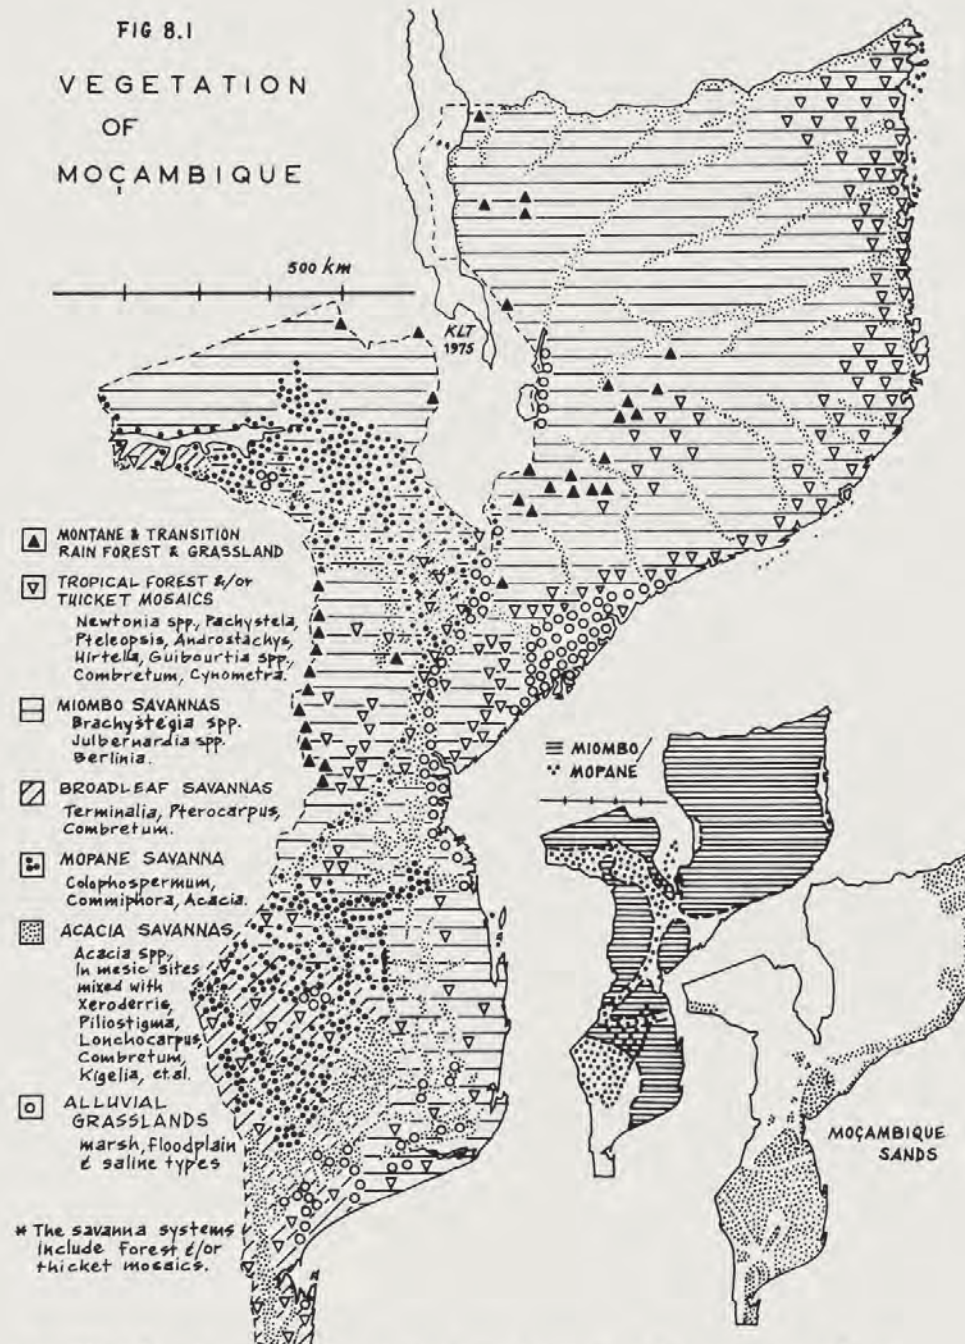 FIG 8.1
VEGETATION
OF
MOÇAMBIQUE
500 km
KLT
1975
MONTANE & TRANSITION
RAIN FOREST & GRASSLAND
TROPICAL FOREST &/or
THICKET MOSAICS
Newtonia spp., Pachystela,
Pteleopsis, Androstachys,
Hirtella, Guibourtia spp.,
Combretum, Cynometra.
MIOMBO SAVANNAS
Brachystegia spp.
Julbernardia spp.
Berlinia.
BROADLEAF SAVANNAS
Terminalia, Pterocarpus,
Combretum.
MOPANE SAVANNA
Colophospermum,
Commiphora, Acacia.
ACACIA SAVANNAS
Acacia spp.,
In mesic sites
mixed with
Xeroderris,
Piliostigma,
Lonchocarpus,
Combretum,
Kigelia, et.al.
ALLUVIAL
GRASSLANDS
marsh, floodplain
& saline types
* The savanna systems
include forest &/or
thicket mosaics.
MIOMBO/
MOPANE
MOÇAMBIQUE
SANDS